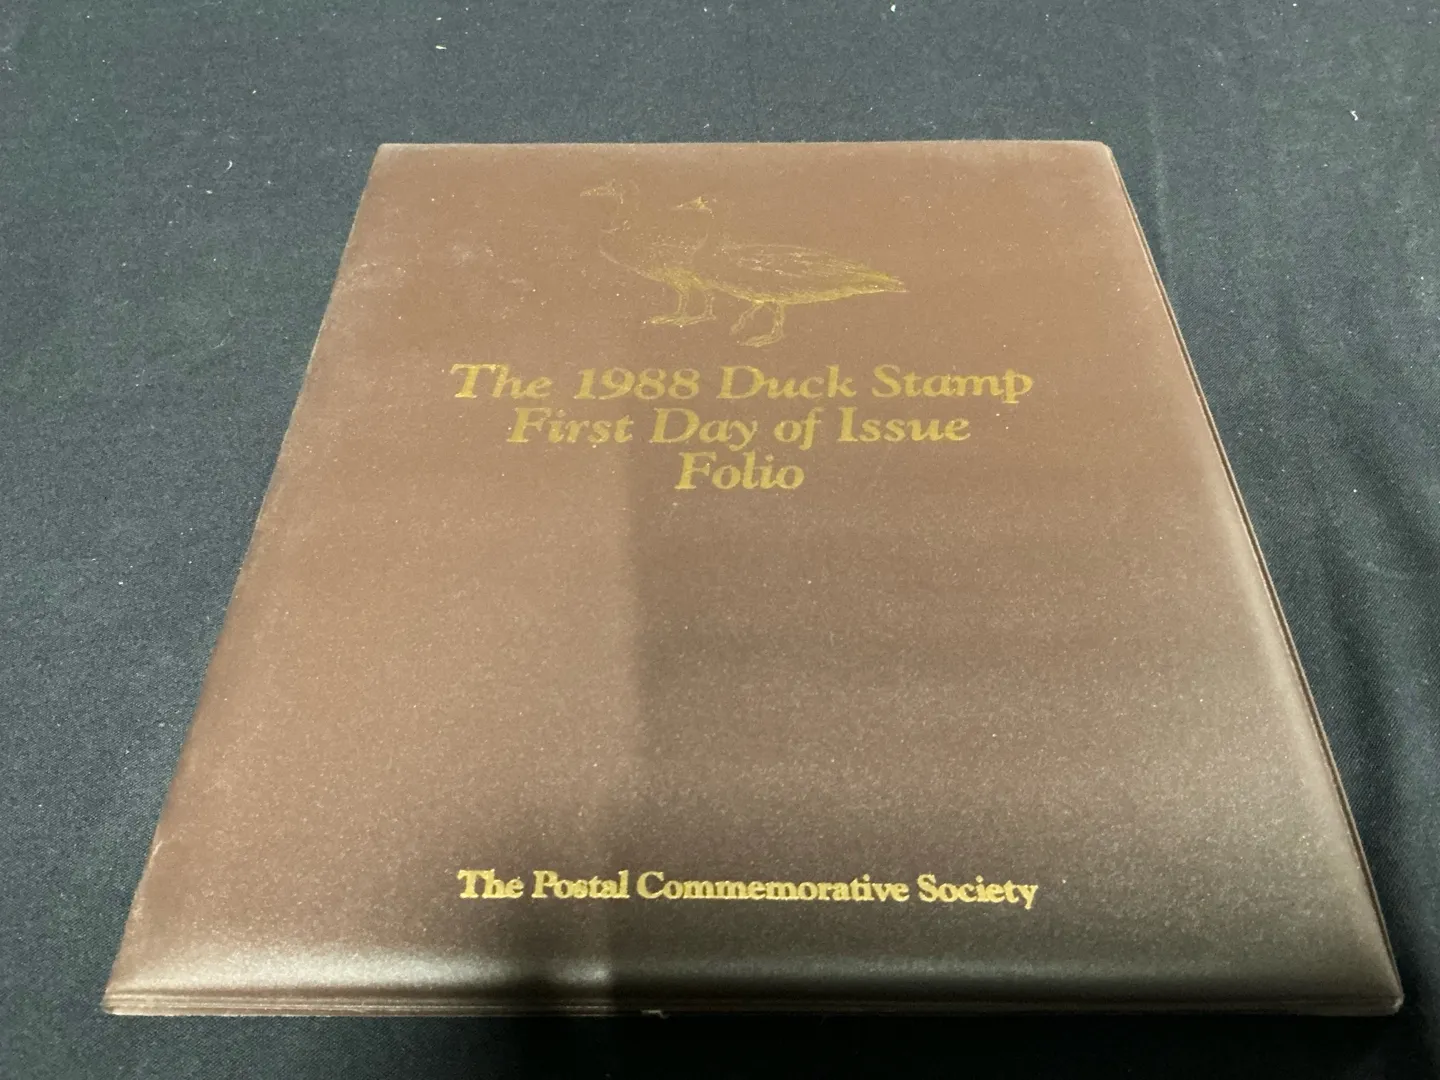 The 1988 Duck Stamp
First Day of Issue
Folio
The Postal Commemorative Society